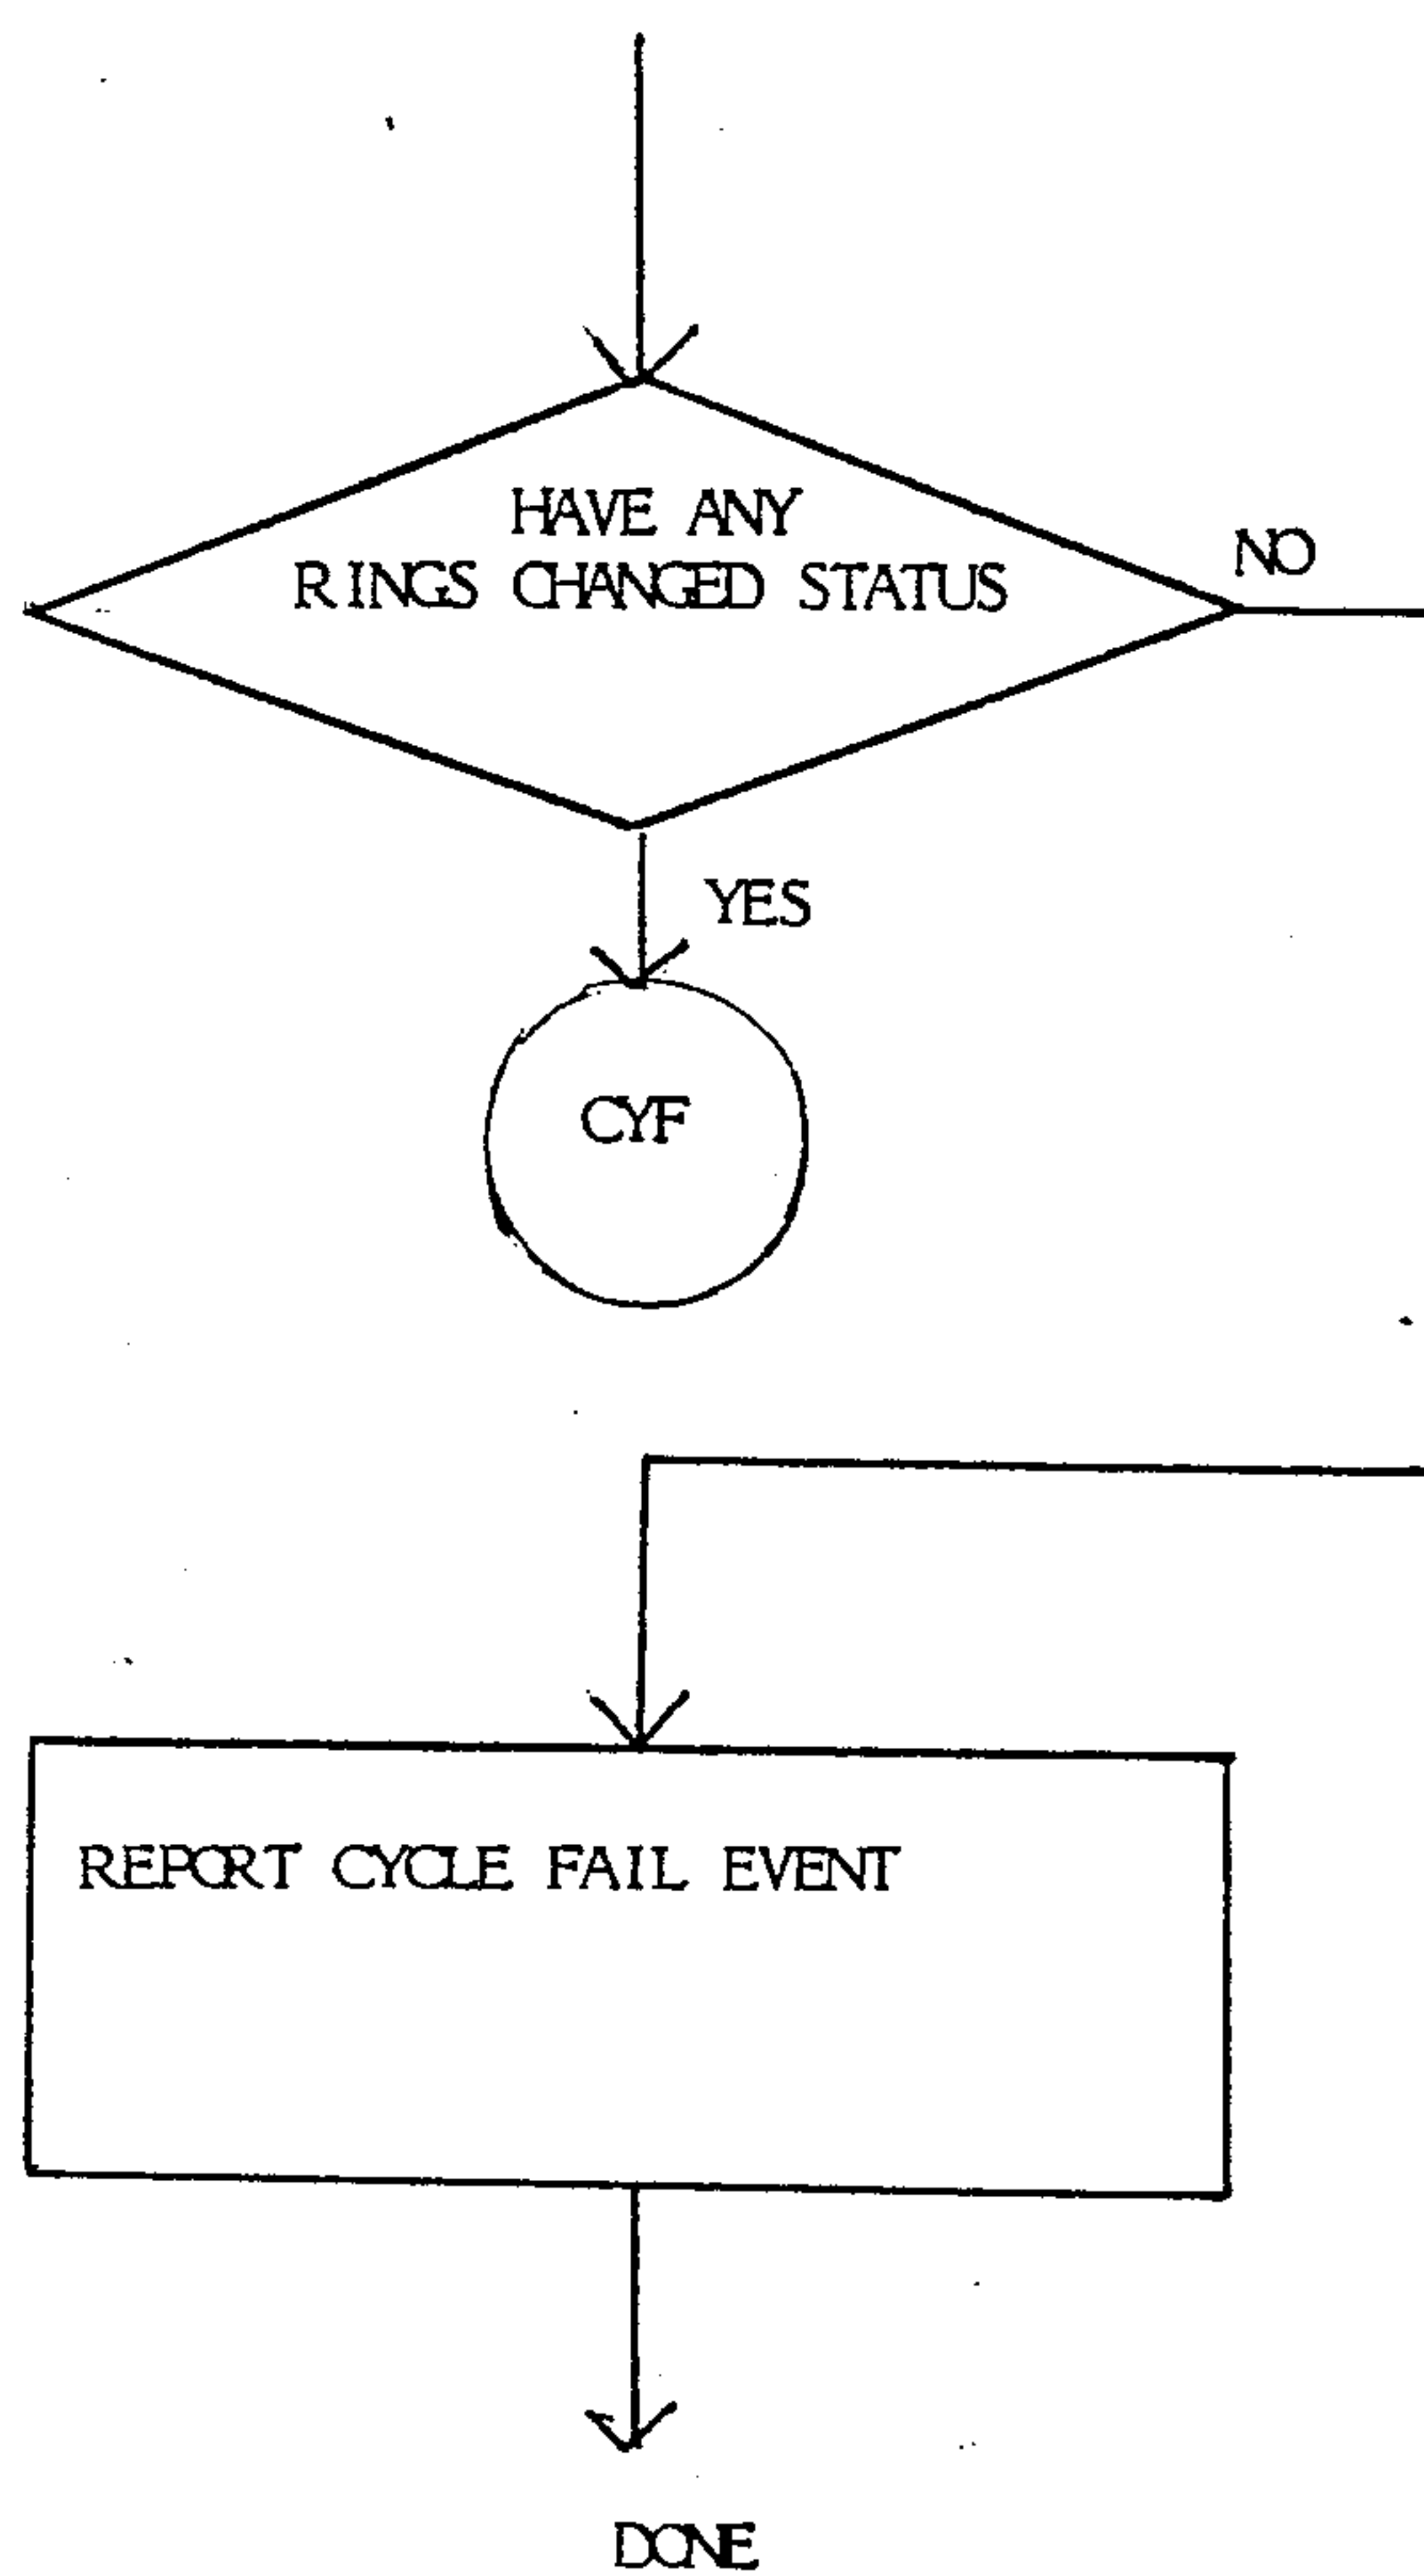 HAVE ANY
RINGS CHANGED STATUS
NO
YES
CYF
REPORT CYCLE FAIL EVENT
DONE